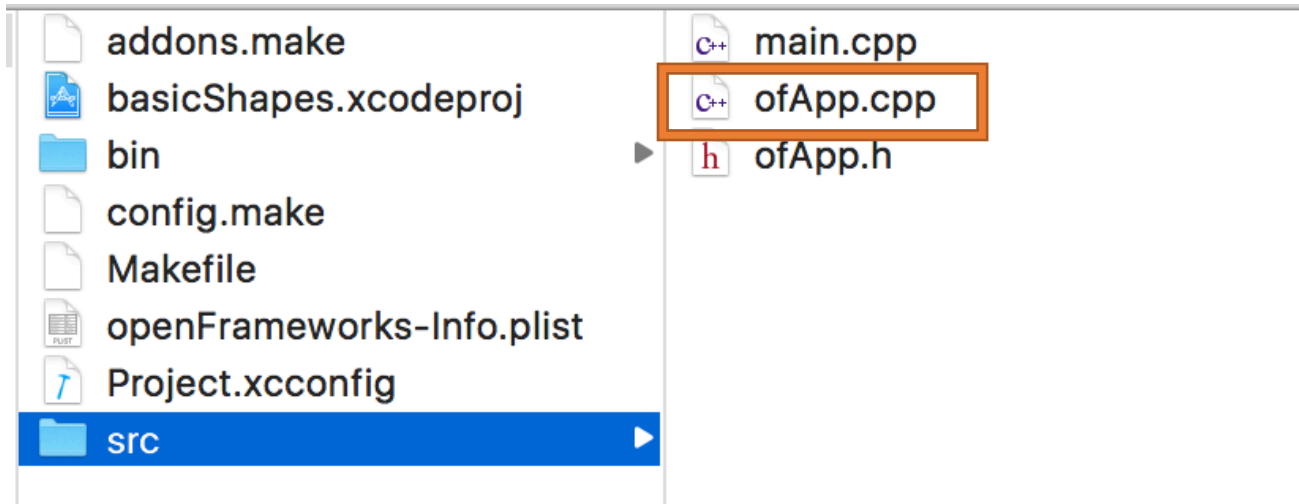 addons.make
basicShapes.xcodeproj
bin
config.make
Makefile
PLIST
openFrameworks-Info.plist
Project.xcconfig
src
C++
main.cpp
C++
ofApp.cpp
h
ofApp.h